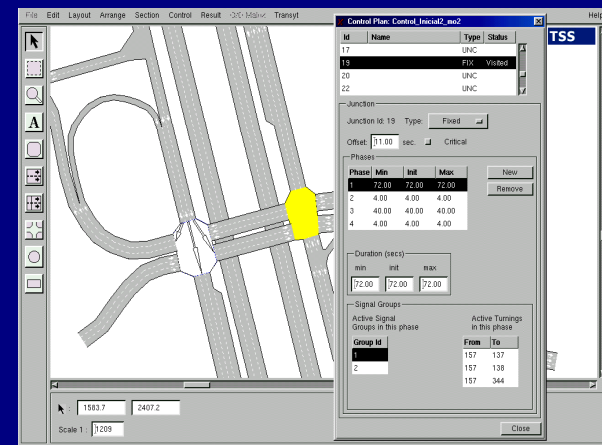 File Edit Layout Arrange Section Control Result Transyt Help
TSS
A
Control Plan: Control_Inicial2_mo2
Id Name Type Status
17 UNC
19 FIX Visited
20 UNC
22 UNC
Junction
Junction Id: 19 Type: Fixed
Offset: 11.00 sec. Critical
Phases
Phase Min Init Max
1 72.00 72.00 72.00
2 4.00 4.00 4.00
3 40.00 40.00 40.00
4 4.00 4.00 4.00
New
Remove
Duration (secs)
min init max
72.00 72.00 72.00
Signal Groups
Active Signal
Groups in this phase
Group Id
1
2
Active Turnings
in this phase
From To
157 137
157 138
157 344
Close
: 1583.7 2407.2
Scale 1 : 1209